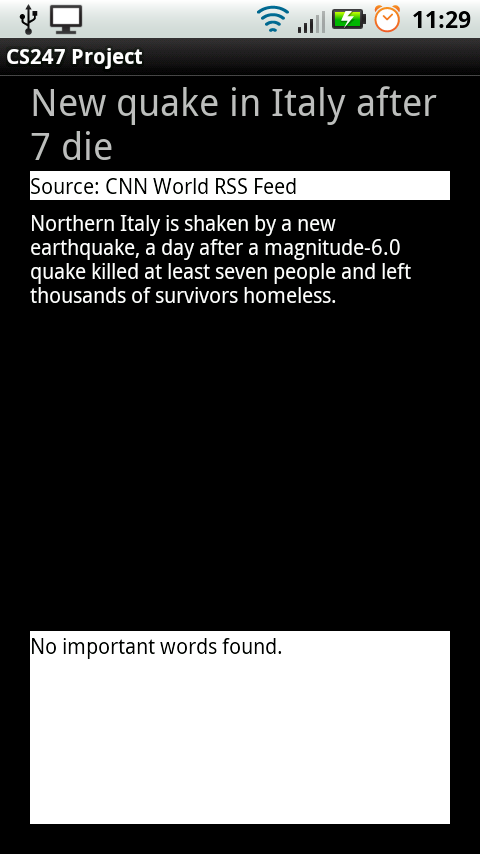 11:29
CS247 Project
New quake in Italy after
7 die
Source: CNN World RSS Feed
Northern Italy is shaken by a new
earthquake, a day after a magnitude-6.0
quake killed at least seven people and left
thousands of survivors homeless.
No important words found.